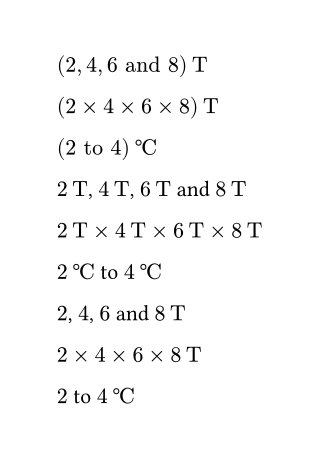 (2, 4, 6 and 8) T
(2 × 4 × 6 × 8) T
(2 to 4) °C
2 T, 4 T, 6 T and 8 T
2 T × 4 T × 6 T × 8 T
2 °C to 4 °C
2, 4, 6 and 8 T
2 × 4 × 6 × 8 T
2 to 4 °C